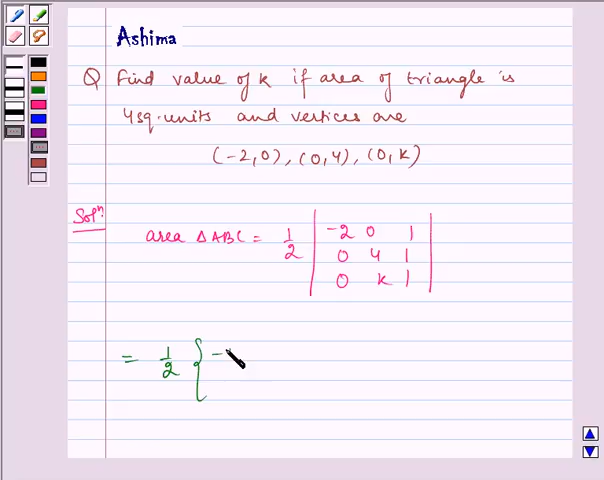 Ashima
Q Find value of k if area of triangle is
4sq.units and vertices are
(-2,0), (0,4), (0,k)
Solⁿ.
area ΔABC = 1/2 | -2 0 1 |
| 0 4 1 |
| 0 k 1 |
= 1/2 { -